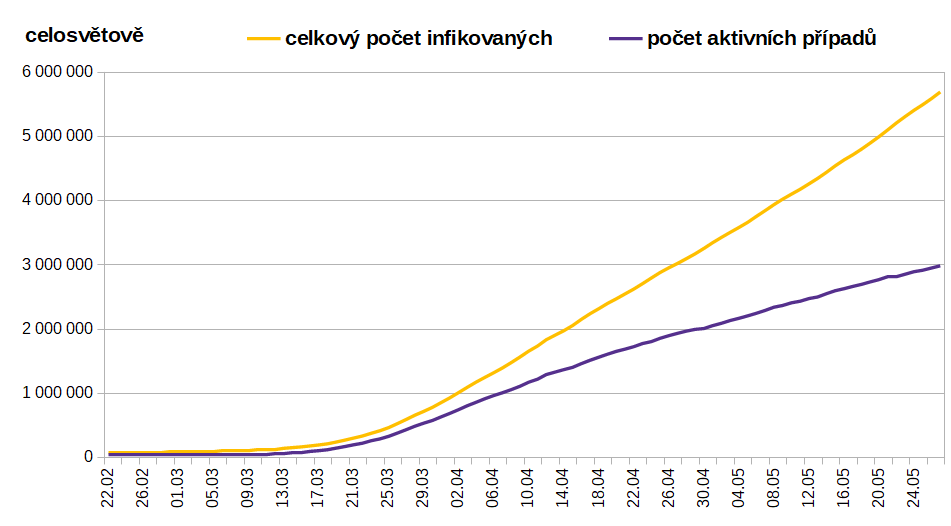 celosvětově
celkový počet infikovaných
počet aktivních případů
6 000 000
5 000 000
4 000 000
3 000 000
2 000 000
1 000 000
0
22.02
26.02
01.03
05.03
09.03
13.03
17.03
21.03
25.03
29.03
02.04
06.04
10.04
14.04
18.04
22.04
26.04
30.04
04.05
08.05
12.05
16.05
20.05
24.05